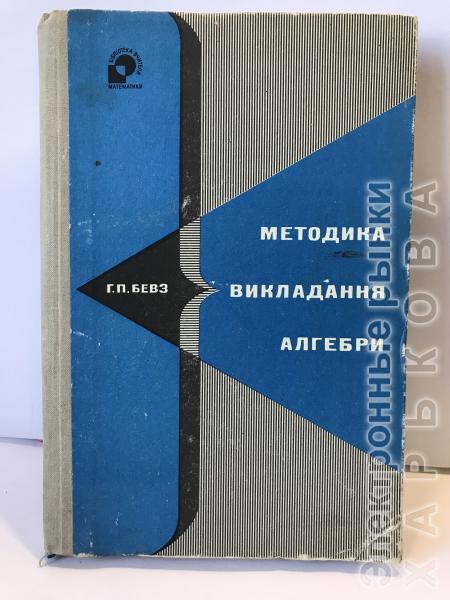 БІБЛІОТЕКА ВЧИТЕЛЯ
МАТЕМАТИКИ
Г.П. БЕВЗ
МЕТОДИКА
ВИКЛАДАННЯ
АЛГЕБРИ
Электронные рынки
ХАРЬКОВА